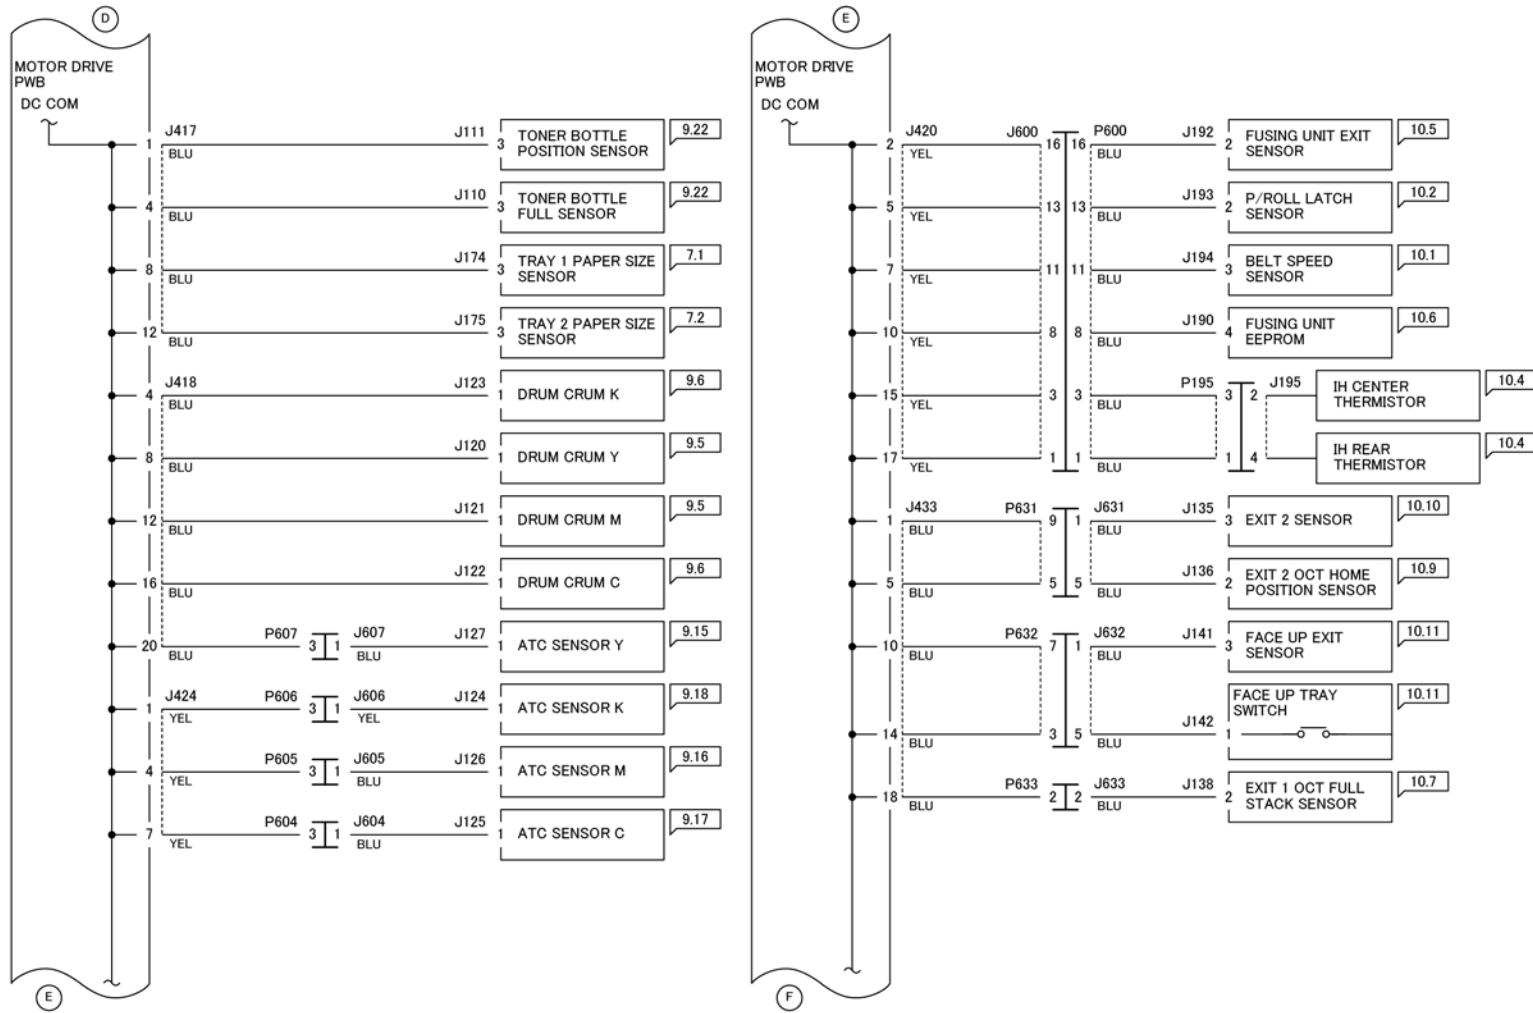 D
MOTOR DRIVE
PWB
DC COM
J417 J111
1 BLU 3 TONER BOTTLE
POSITION SENSOR
9.22
J110
4 BLU 3 TONER BOTTLE
FULL SENSOR
9.22
J174
8 BLU 3 TRAY 1 PAPER SIZE
SENSOR
7.1
J175
12 BLU 3 TRAY 2 PAPER SIZE
SENSOR
7.2
J418 J123
4 BLU 1 DRUM CRUM K
9.6
J120
8 BLU 1 DRUM CRUM Y
9.5
J121
12 BLU 1 DRUM CRUM M
9.5
J122
16 BLU 1 DRUM CRUM C
9.6
P607 J607 J127
20 BLU 3 1 BLU 1 ATC SENSOR Y
9.15
J424 P606 J606 J124
1 YEL 3 1 YEL 1 ATC SENSOR K
9.18
P605 J605 J126
4 YEL 3 1 BLU 1 ATC SENSOR M
9.16
P604 J604 J125
7 YEL 3 1 BLU 1 ATC SENSOR C
9.17
E
E
MOTOR DRIVE
PWB
DC COM
J420 J600 P600 J192
2 YEL 16 16 BLU 2 FUSING UNIT EXIT
SENSOR
10.5
J193
5 YEL 13 13 BLU 2 P/ROLL LATCH
SENSOR
10.2
J194
7 YEL 11 11 BLU 3 BELT SPEED
SENSOR
10.1
J190
10 YEL 8 8 BLU 4 FUSING UNIT
EEPROM
10.6
P195 J195
15 YEL 3 3 BLU 3 2 IH CENTER
THERMISTOR
10.4
17 YEL 1 1 BLU 1 4 IH REAR
THERMISTOR
10.4
J433 P631 J631 J135
1 BLU 9 1 BLU 3 EXIT 2 SENSOR
10.10
J136
5 BLU 5 5 BLU 2 EXIT 2 OCT HOME
POSITION SENSOR
10.9
P632 J632 J141
10 BLU 7 1 BLU 3 FACE UP EXIT
SENSOR
10.11
FACE UP TRAY
SWITCH
10.11
J142
14 BLU 3 5 BLU 1
P633 J633 J138
18 BLU 2 2 BLU 2 EXIT 1 OCT FULL
STACK SENSOR
10.7
F